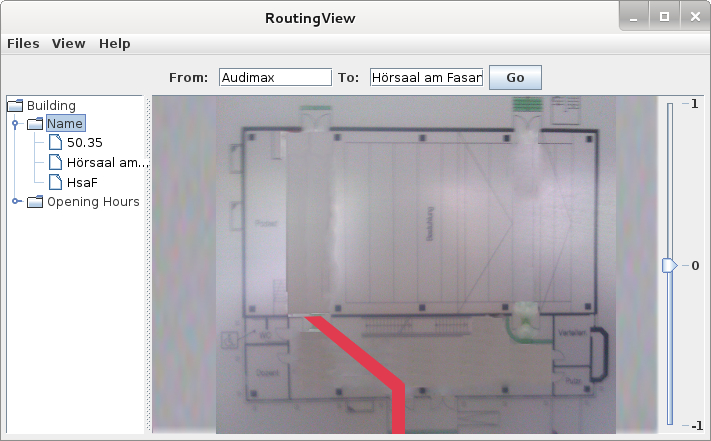 RoutingView
Files View Help
From: Audimax To: Hörsaal am Fasan Go
Building
Name
50.35
Hörsaal am...
HsaF
Opening Hours
1
0
-1
WC